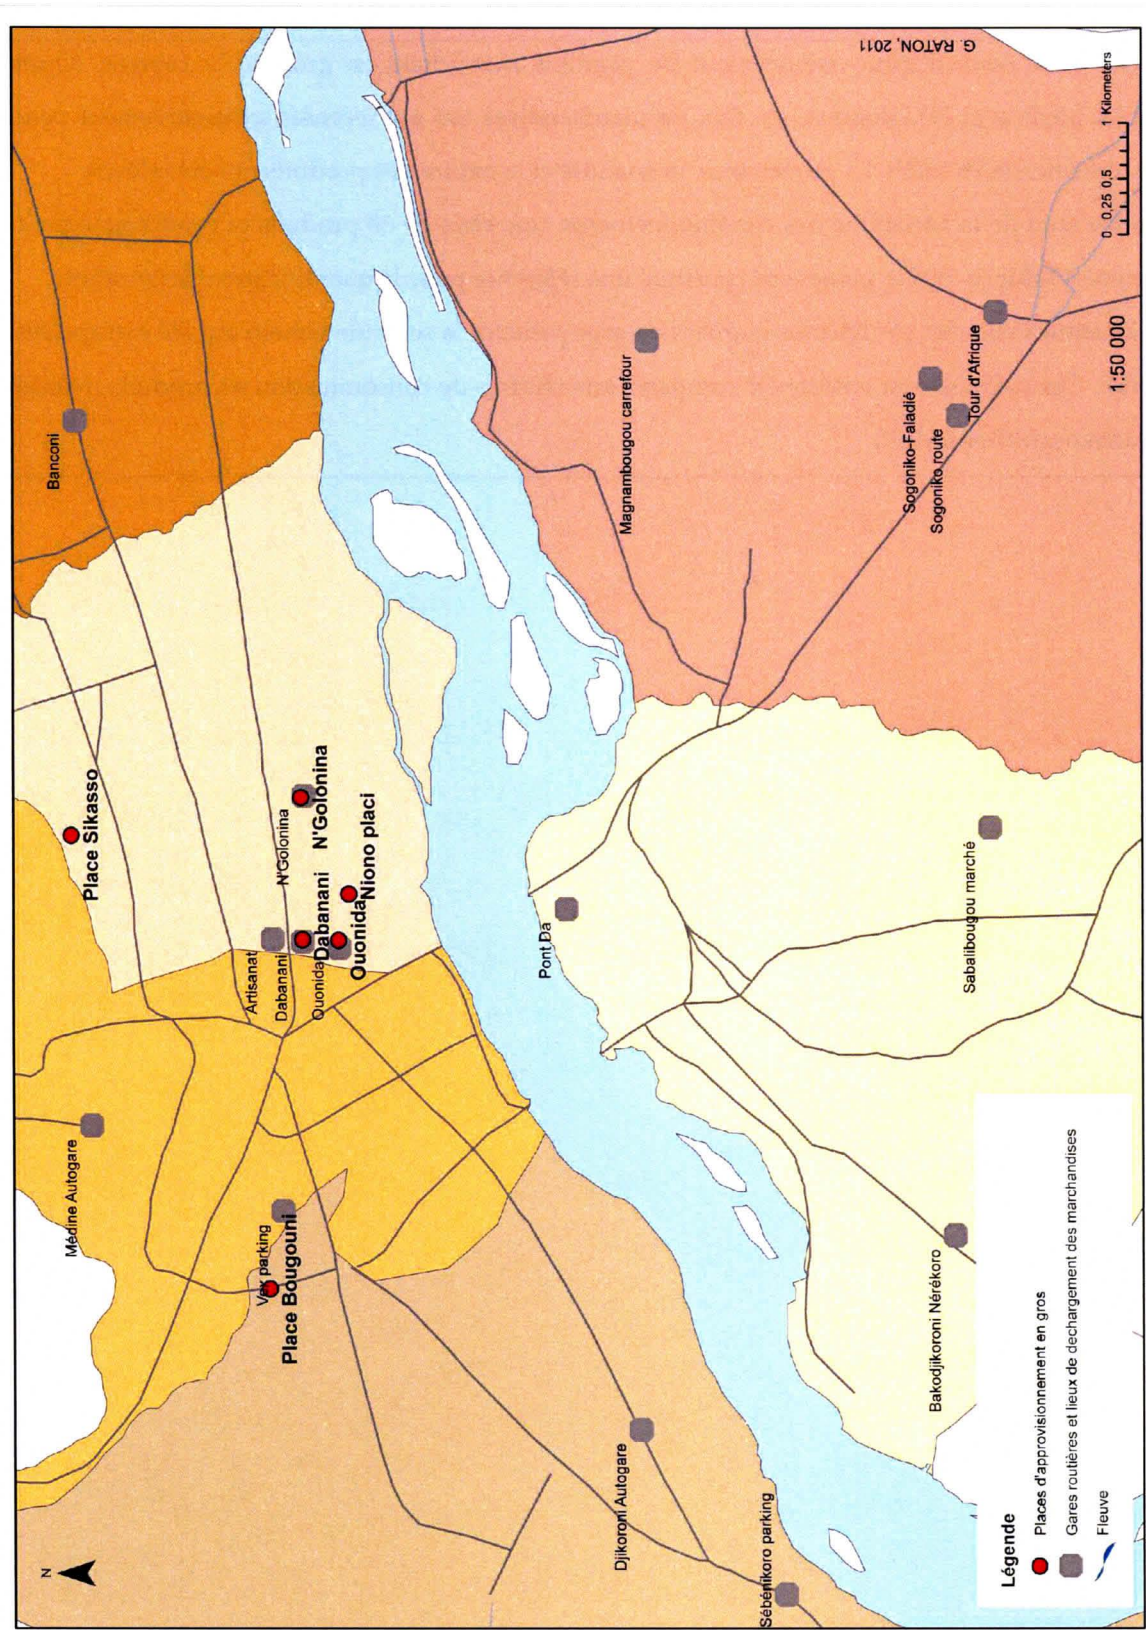 N
Sébénikoro parking
Djikoroni Autogare
Vox parking
Place Bougouni
Médine Autogare
Artisanat
Dabanani
Ouonida
N'Golonina
Place Sikasso
Dabanani
Ouonida
N'Golonina
Niono placi
Banconi
Pont Da
Magnambougou carrefour
Bakodjikoroni Nérékoro
Sabalibougou marché
Sogoniko-Faladié
Sogoniko route
Tour d'Afrique
Légende
Places d'approvisionnement en gros
Gares routières et lieux de dechargement des marchandises
Fleuve
1:50 000
0 0,25 0,5 1 Kilometers
G. RATON, 2011